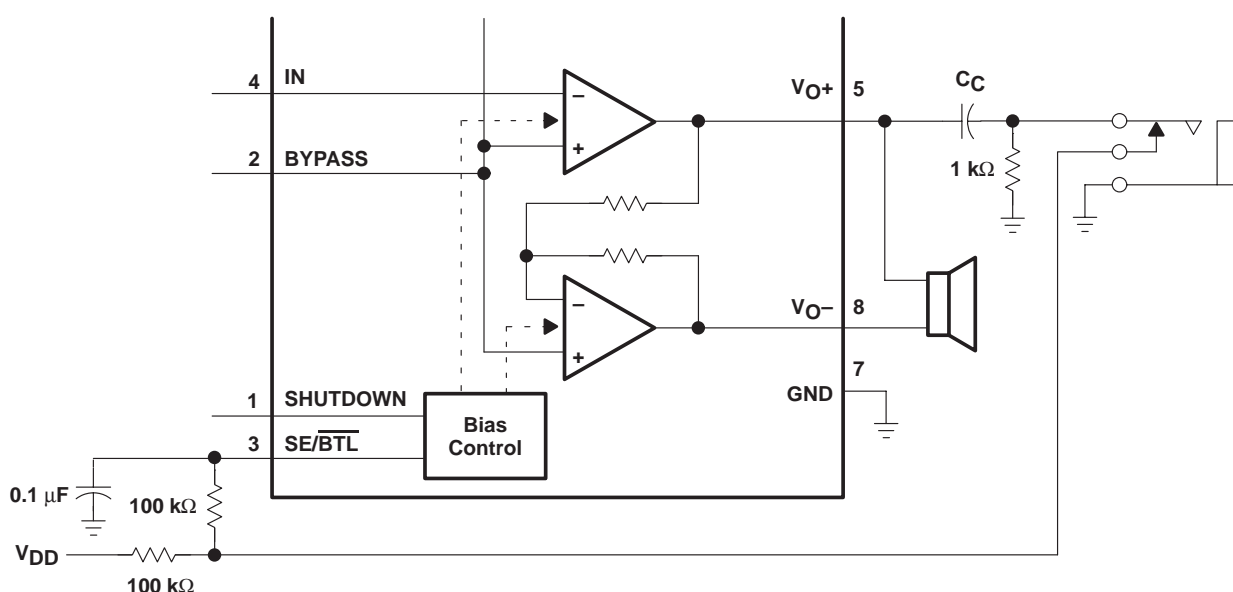 4 IN
2 BYPASS
–
+
VO+ 5
CC
1 kΩ
–
+
VO– 8
7
GND
1 SHUTDOWN
3 SE/BTL
Bias
Control
0.1 μF
100 kΩ
VDD
100 kΩ